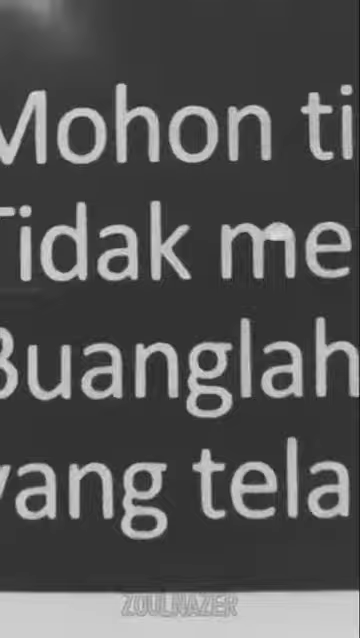 Mohon ti
Tidak me
Buanglah
yang tela
ZOULNAZER